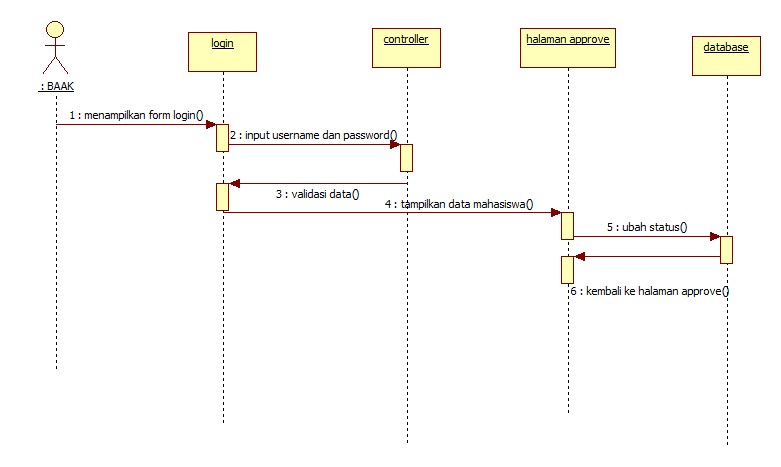 login
controller
halaman approve
database
: BAAK
1 : menampilkan form login()
2 : input username dan password()
3 : validasi data()
4 : tampilkan data mahasiswa()
5 : ubah status()
6 : kembali ke halaman approve()